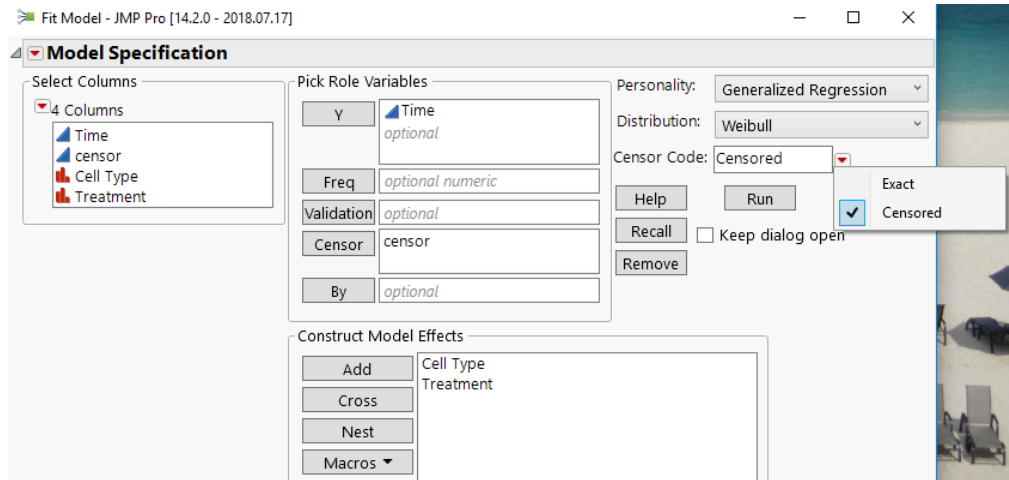 Fit Model - JMP Pro [14.2.0 - 2018.07.17]
Model Specification
Select Columns
4 Columns
Time
censor
Cell Type
Treatment
Pick Role Variables
Y
Time
optional
Freq
optional numeric
Validation
optional
Censor
censor
By
optional
Personality:
Generalized Regression
Distribution:
Weibull
Censor Code:
Censored
Exact
Censored
Help
Run
Recall
Keep dialog open
Remove
Construct Model Effects
Add
Cross
Nest
Macros
Cell Type
Treatment